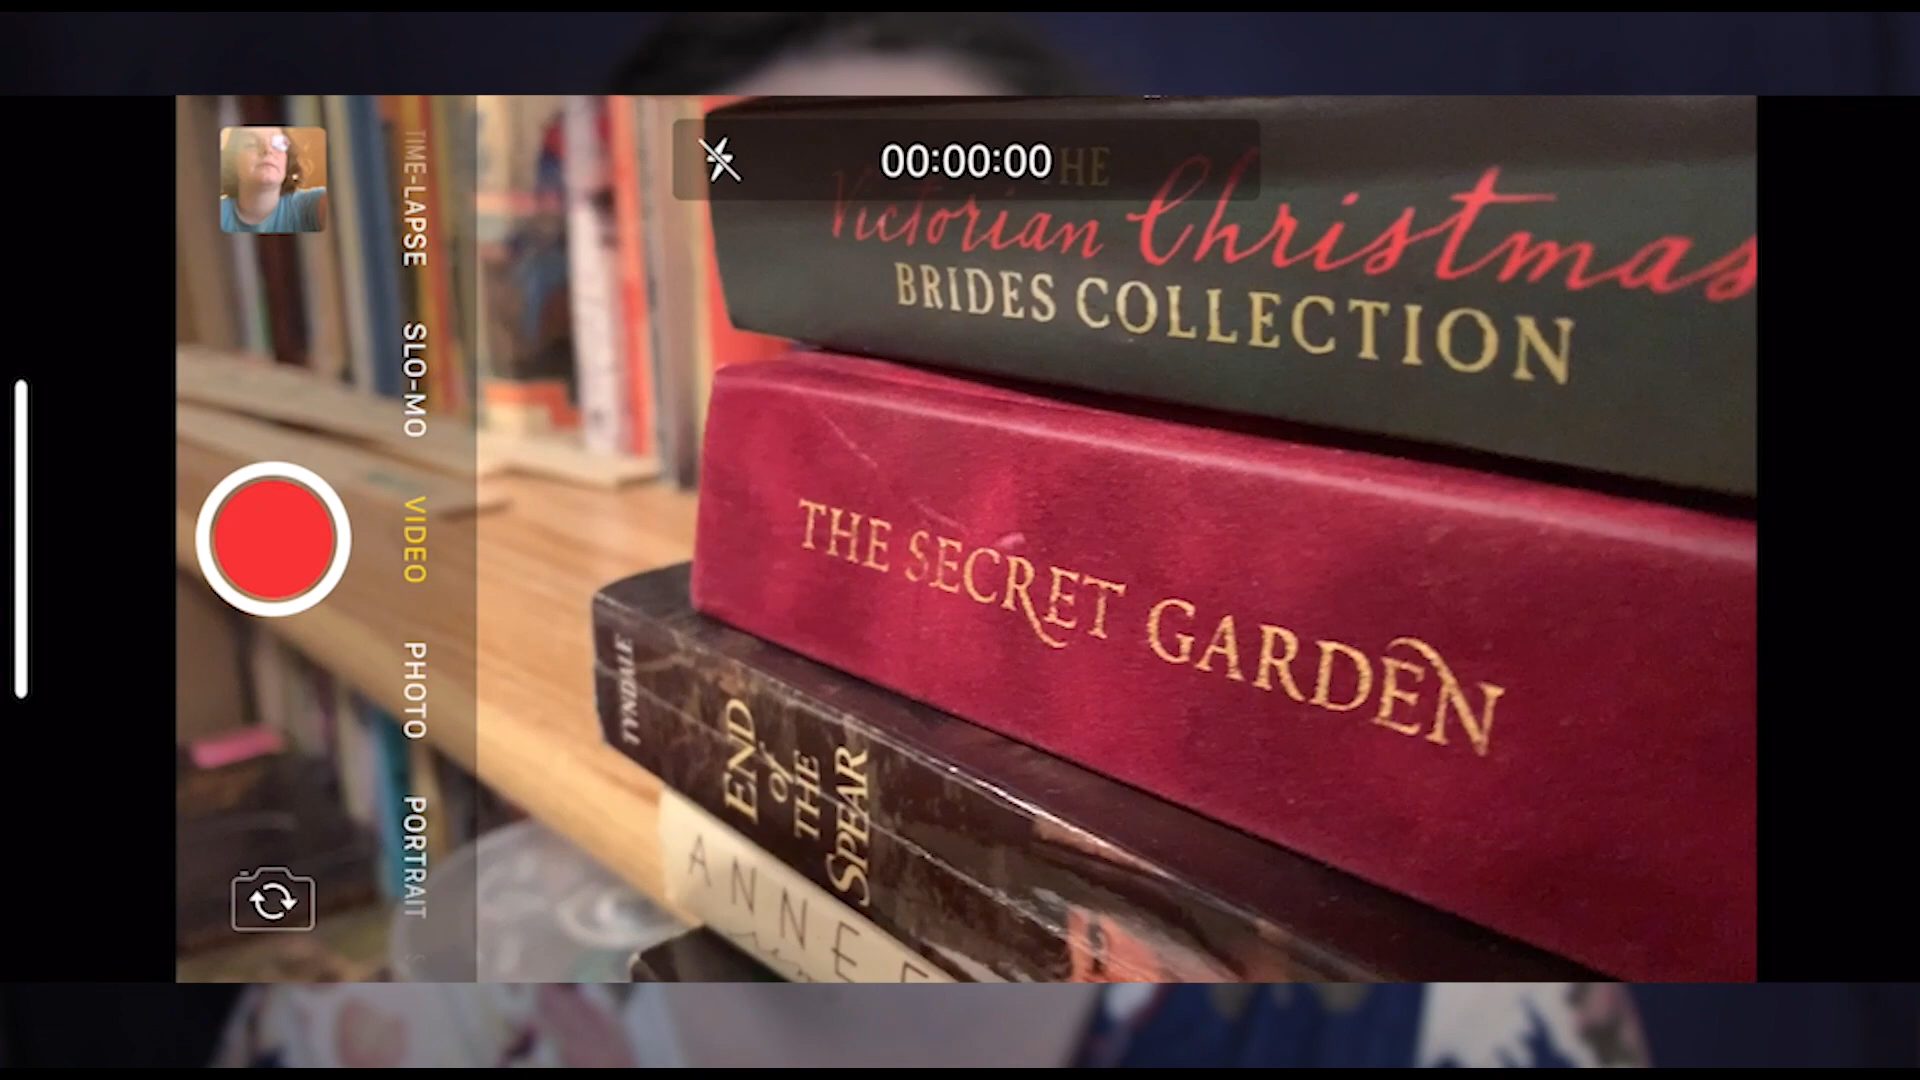 TIME-LAPSE
SLO-MO
VIDEO
PHOTO
PORTRAIT
00:00:00
THE
Victorian Christmas
BRIDES COLLECTION
THE SECRET GARDEN
TYNDALE
END
of
THE
SPEAR
ANNE